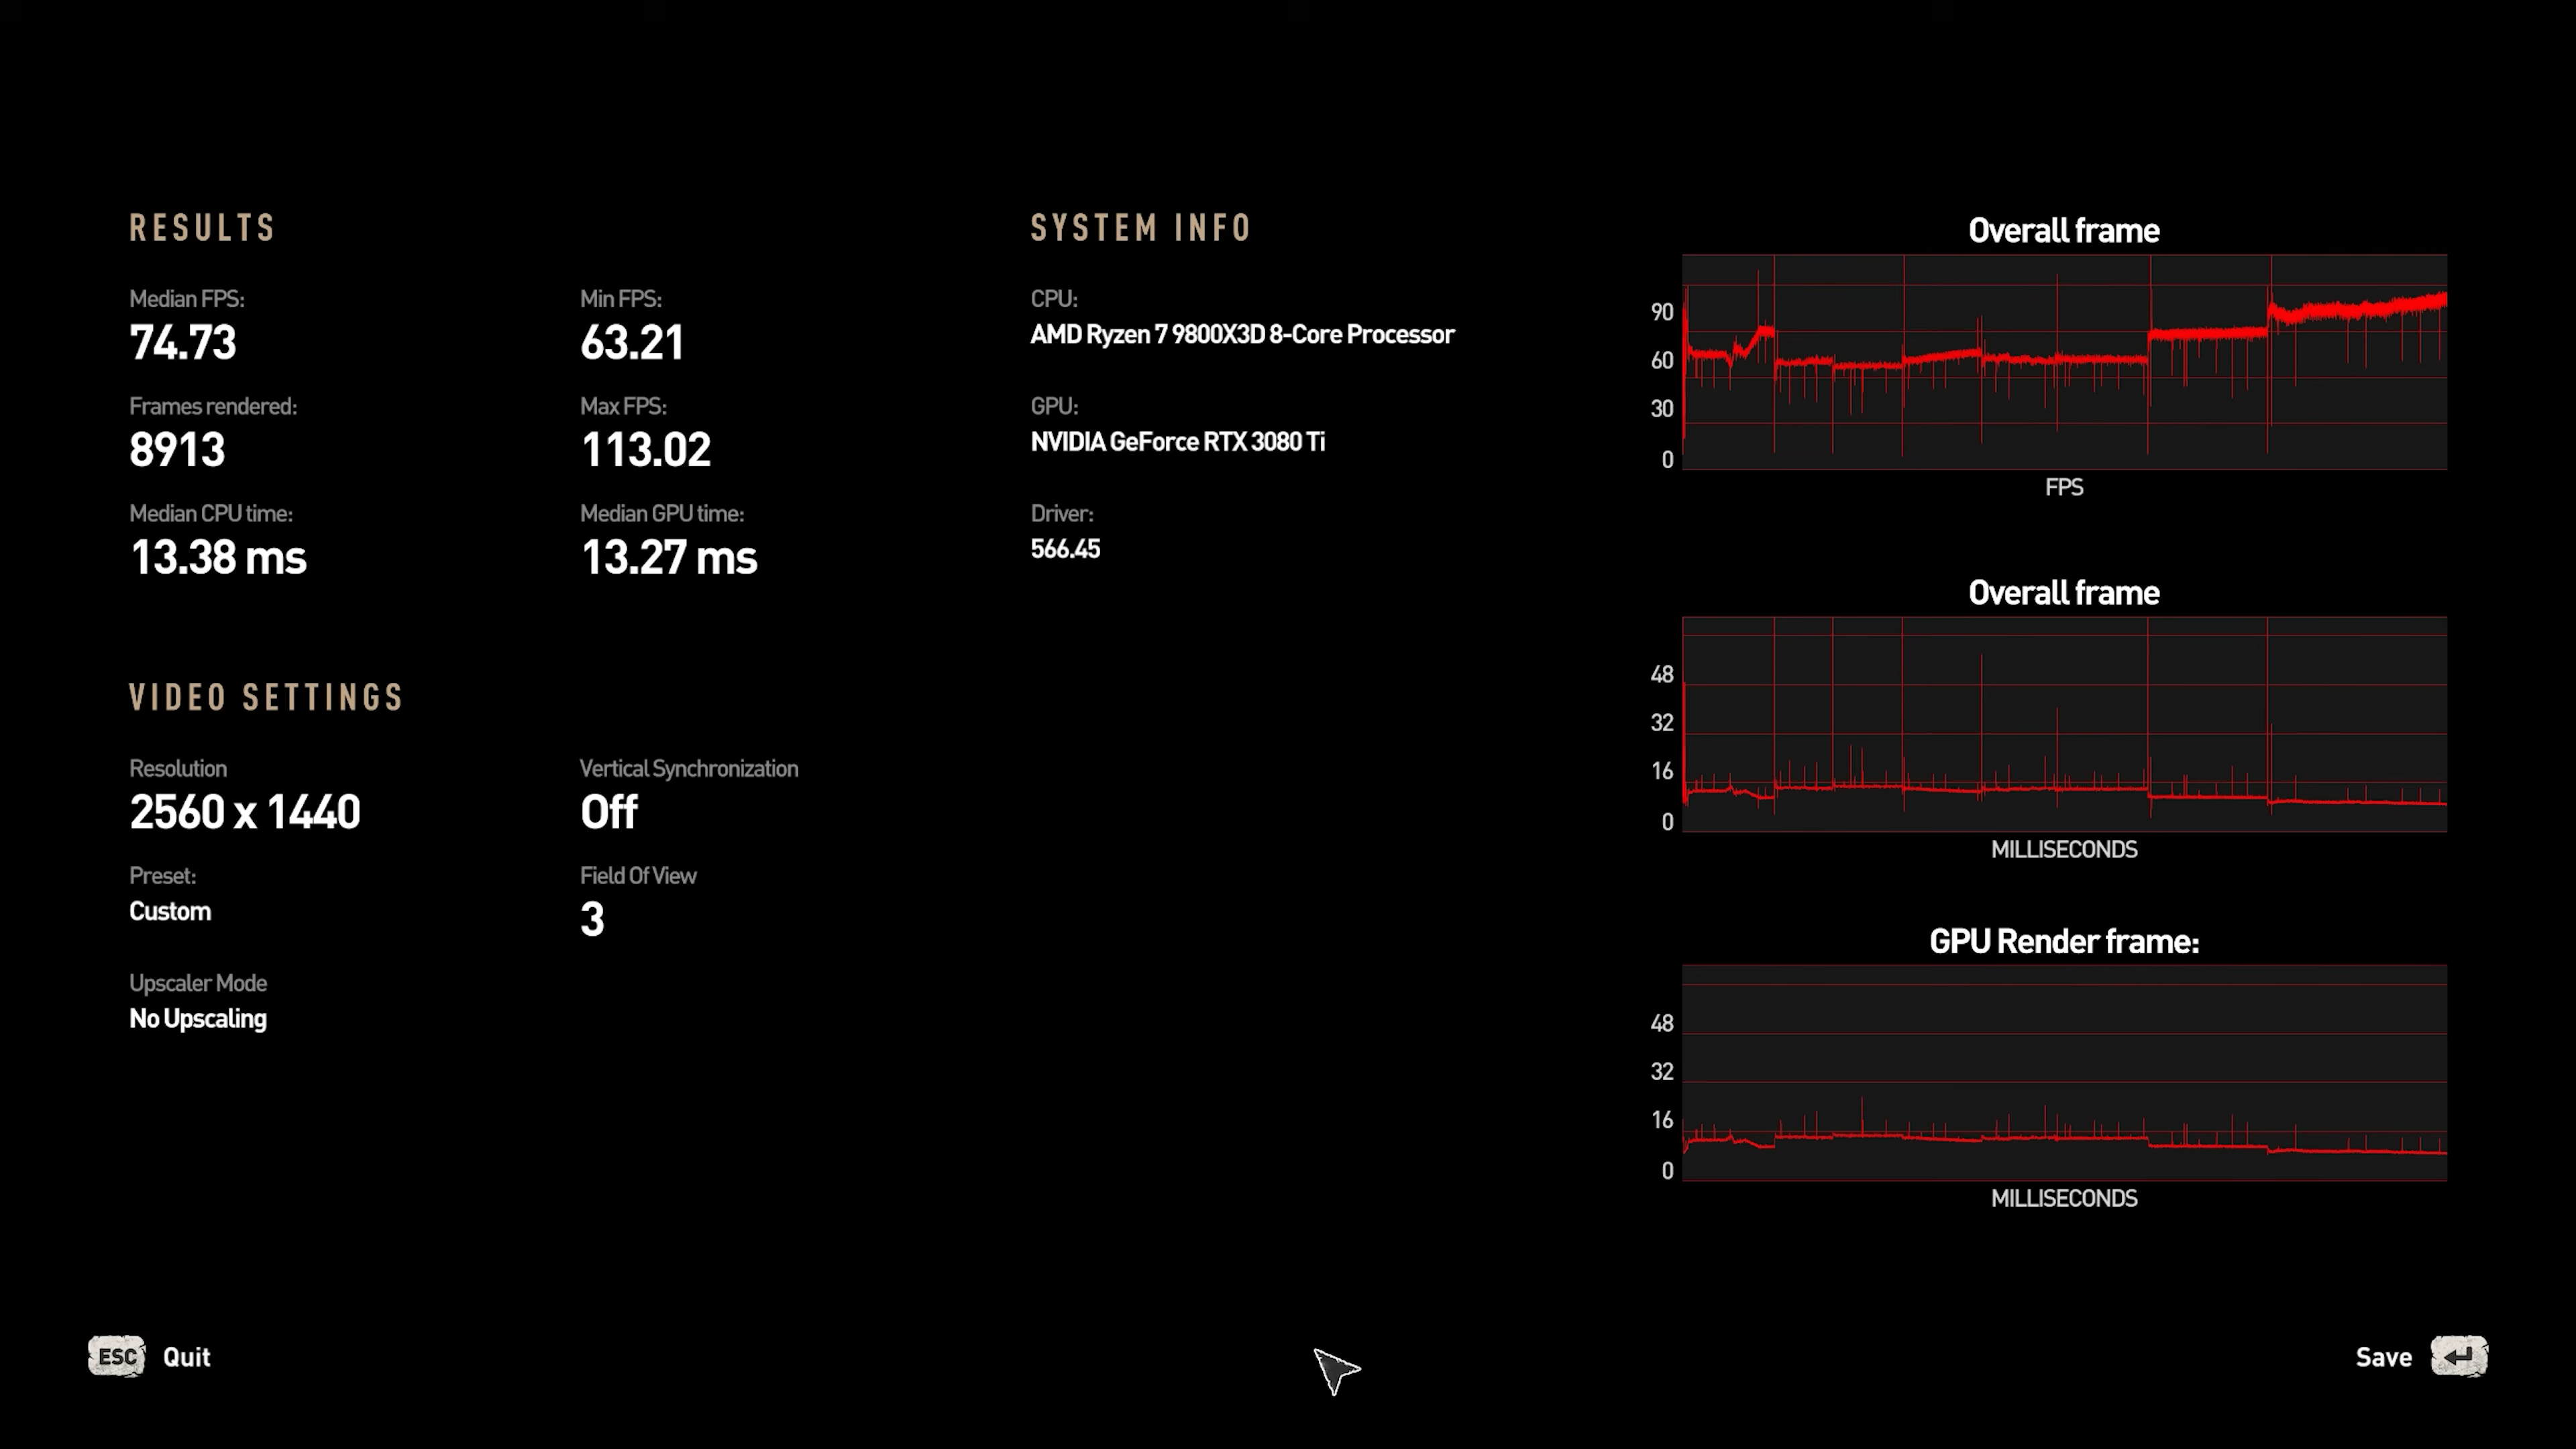 RESULTS
Median FPS:
74.73
Min FPS:
63.21
Frames rendered:
8913
Max FPS:
113.02
Median CPU time:
13.38 ms
Median GPU time:
13.27 ms
VIDEO SETTINGS
Resolution
2560 x 1440
Vertical Synchronization
Off
Preset:
Custom
Field Of View
3
Upscaler Mode
No Upscaling
SYSTEM INFO
CPU:
AMD Ryzen 7 9800X3D 8-Core Processor
GPU:
NVIDIA GeForce RTX 3080 Ti
Driver:
566.45
Overall frame
90
60
30
0
FPS
Overall frame
48
32
16
0
MILLISECONDS
GPU Render frame:
48
32
16
0
MILLISECONDS
ESC Quit
Save